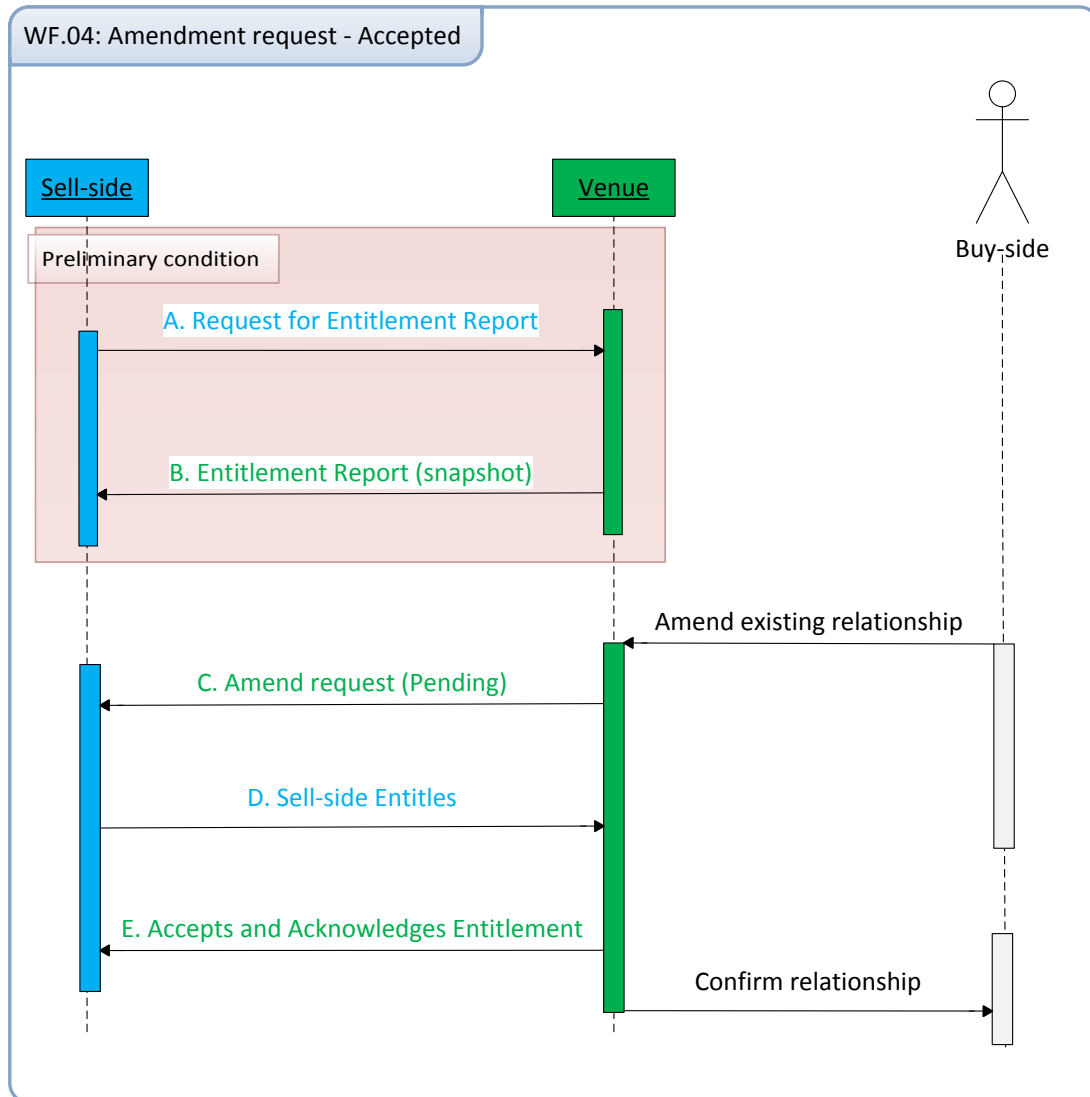 WF.04: Amendment request - Accepted
Sell-side
Venue
Buy-side
Preliminary condition
A. Request for Entitlement Report
B. Entitlement Report (snapshot)
Amend existing relationship
C. Amend request (Pending)
D. Sell-side Entitles
E. Accepts and Acknowledges Entitlement
Confirm relationship